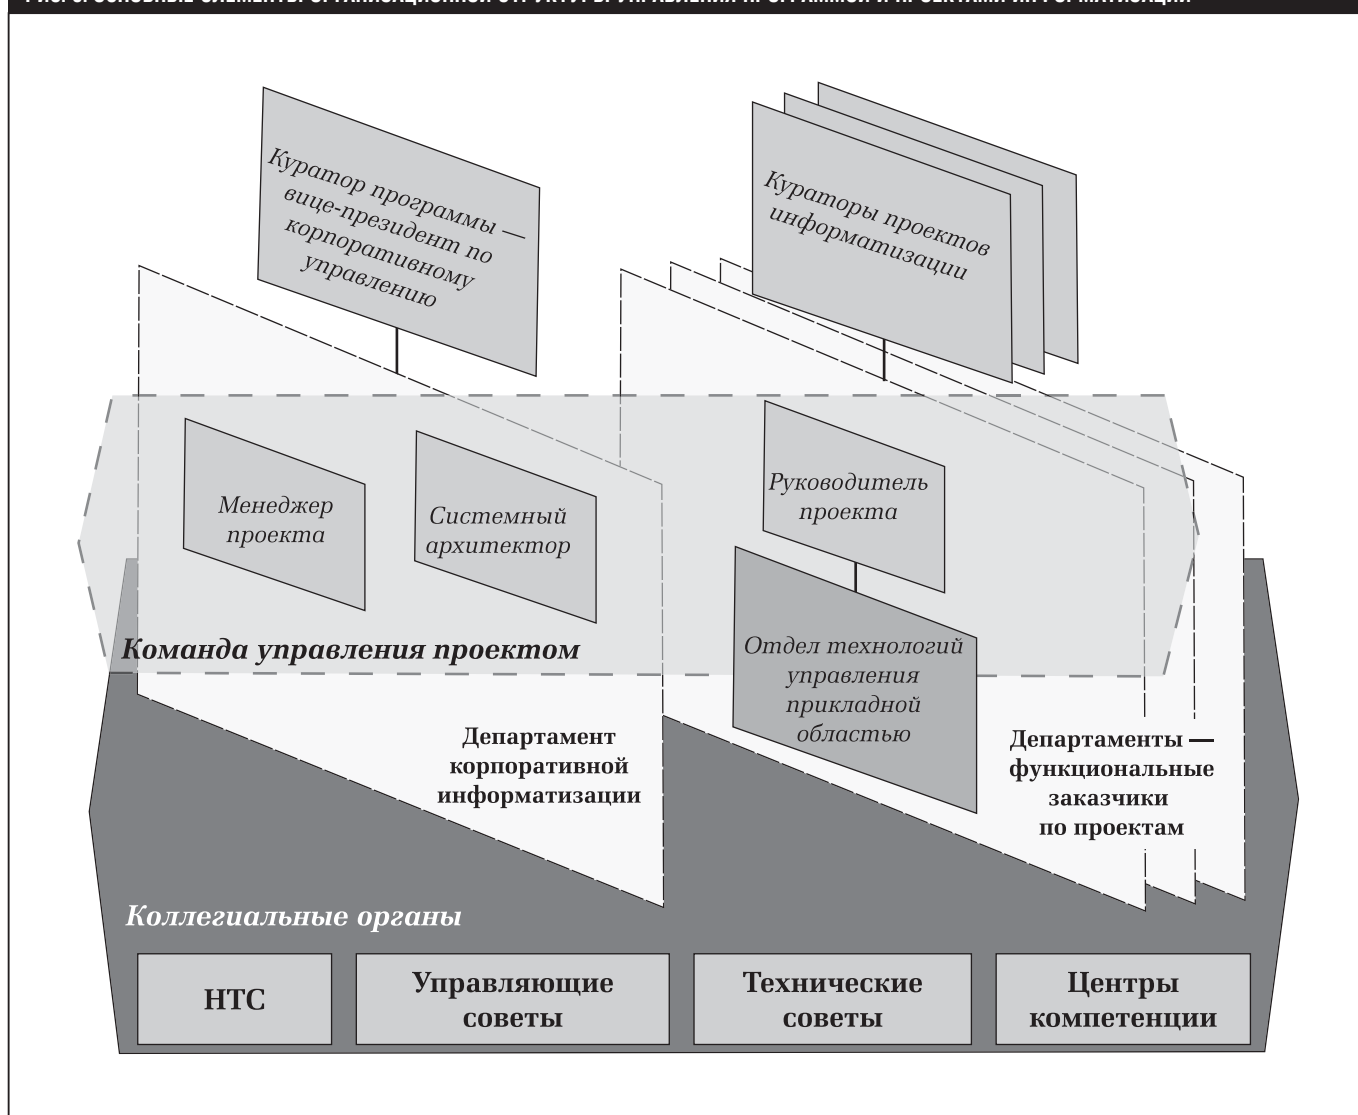 Куратор программы —
вице-президент по
корпоративному
управлению
Кураторы проектов
информатизации
Менеджер
проекта
Системный
архитектор
Руководитель
проекта
Отдел технологий
управления
прикладной
областью
Команда управления проектом
Департамент
корпоративной
информатизации
Департаменты —
функциональные
заказчики
по проектам
Коллегиальные органы
НТС
Управляющие
советы
Технические
советы
Центры
компетенции